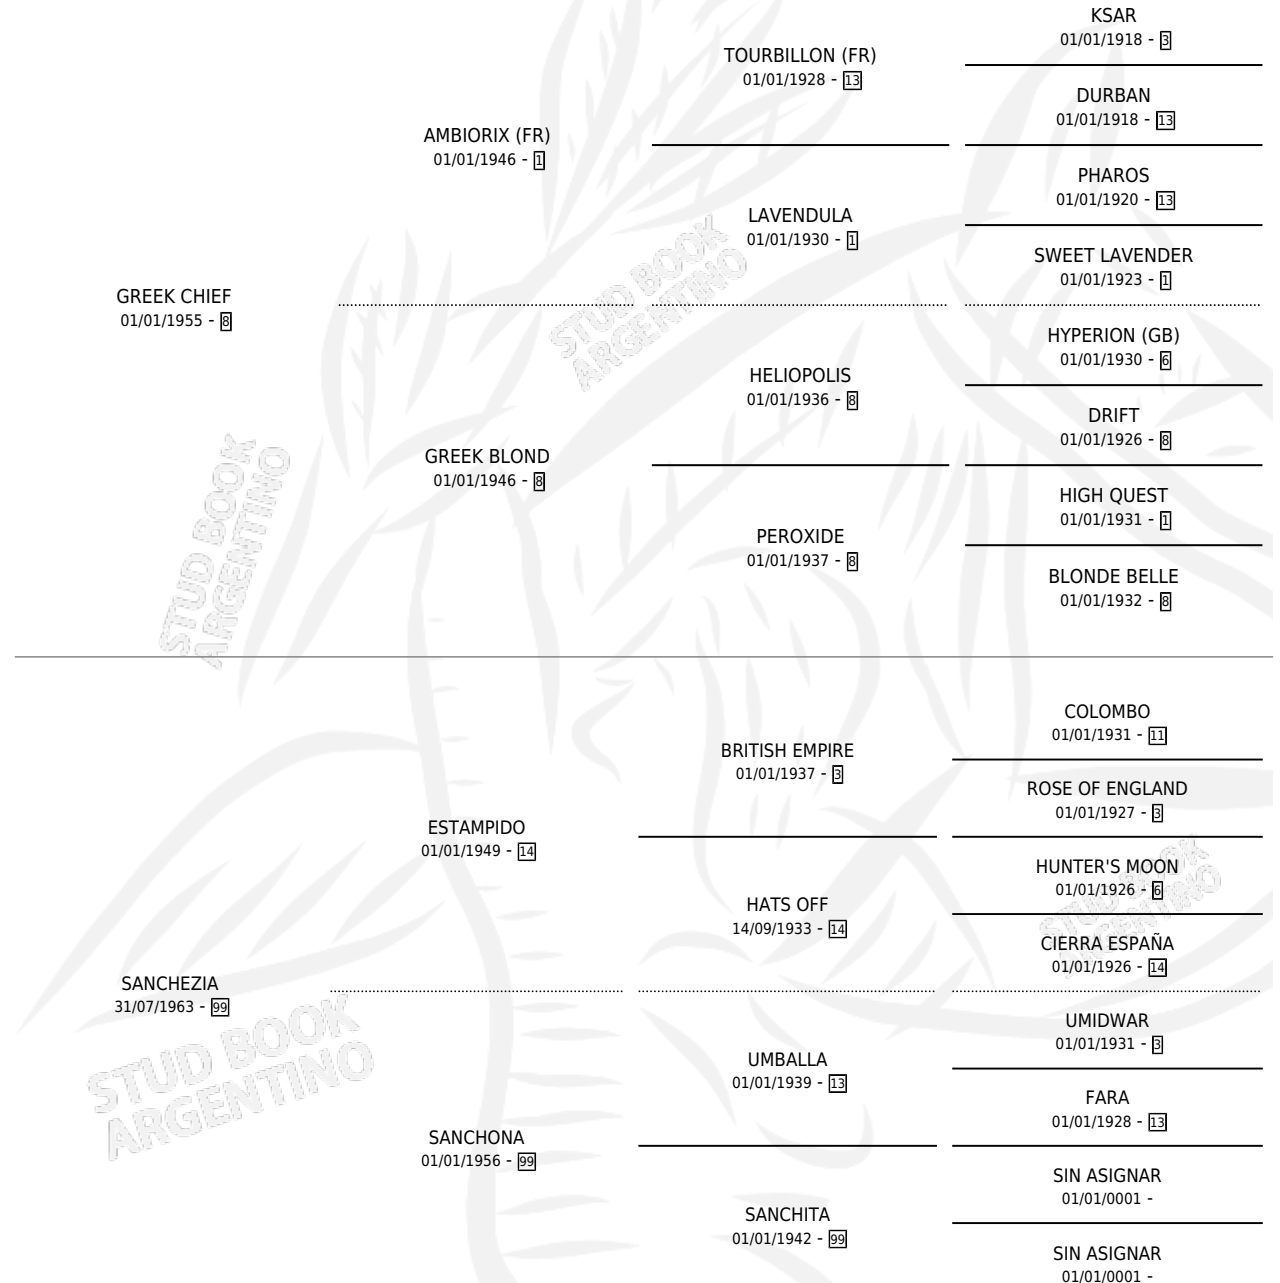 KSAR
01/01/1918 - 3
TOURBILLON (FR)
01/01/1928 - 13
DURBAN
01/01/1918 - 13
AMBIORIX (FR)
01/01/1946 - 1
PHAROS
01/01/1920 - 13
LAVENDULA
01/01/1930 - 1
SWEET LAVENDER
01/01/1923 - 1
GREEK CHIEF
01/01/1955 - 8
HYPERION (GB)
01/01/1930 - 6
HELIOPOLIS
01/01/1936 - 8
DRIFT
01/01/1926 - 8
GREEK BLOND
01/01/1946 - 8
HIGH QUEST
01/01/1931 - 1
PEROXIDE
01/01/1937 - 8
BLONDE BELLE
01/01/1932 - 8
COLOMBO
01/01/1931 - 11
BRITISH EMPIRE
01/01/1937 - 3
ROSE OF ENGLAND
01/01/1927 - 3
ESTAMPIDO
01/01/1949 - 14
HUNTER'S MOON
01/01/1926 - 6
HATS OFF
14/09/1933 - 14
CIERRA ESPAÑA
01/01/1926 - 14
SANCHEZIA
31/07/1963 - 99
UMIDWAR
01/01/1931 - 3
UMBALLA
01/01/1939 - 13
FARA
01/01/1928 - 13
SANCHONA
01/01/1956 - 99
SIN ASIGNAR
01/01/0001 -
SANCHITA
01/01/1942 - 99
SIN ASIGNAR
01/01/0001 -
STUD BOOK
ARGENTINO
STUD BOOK
ARGENTINO
STUD BOOK
ARGENTINO
STUD BOOK
ARGENTINO